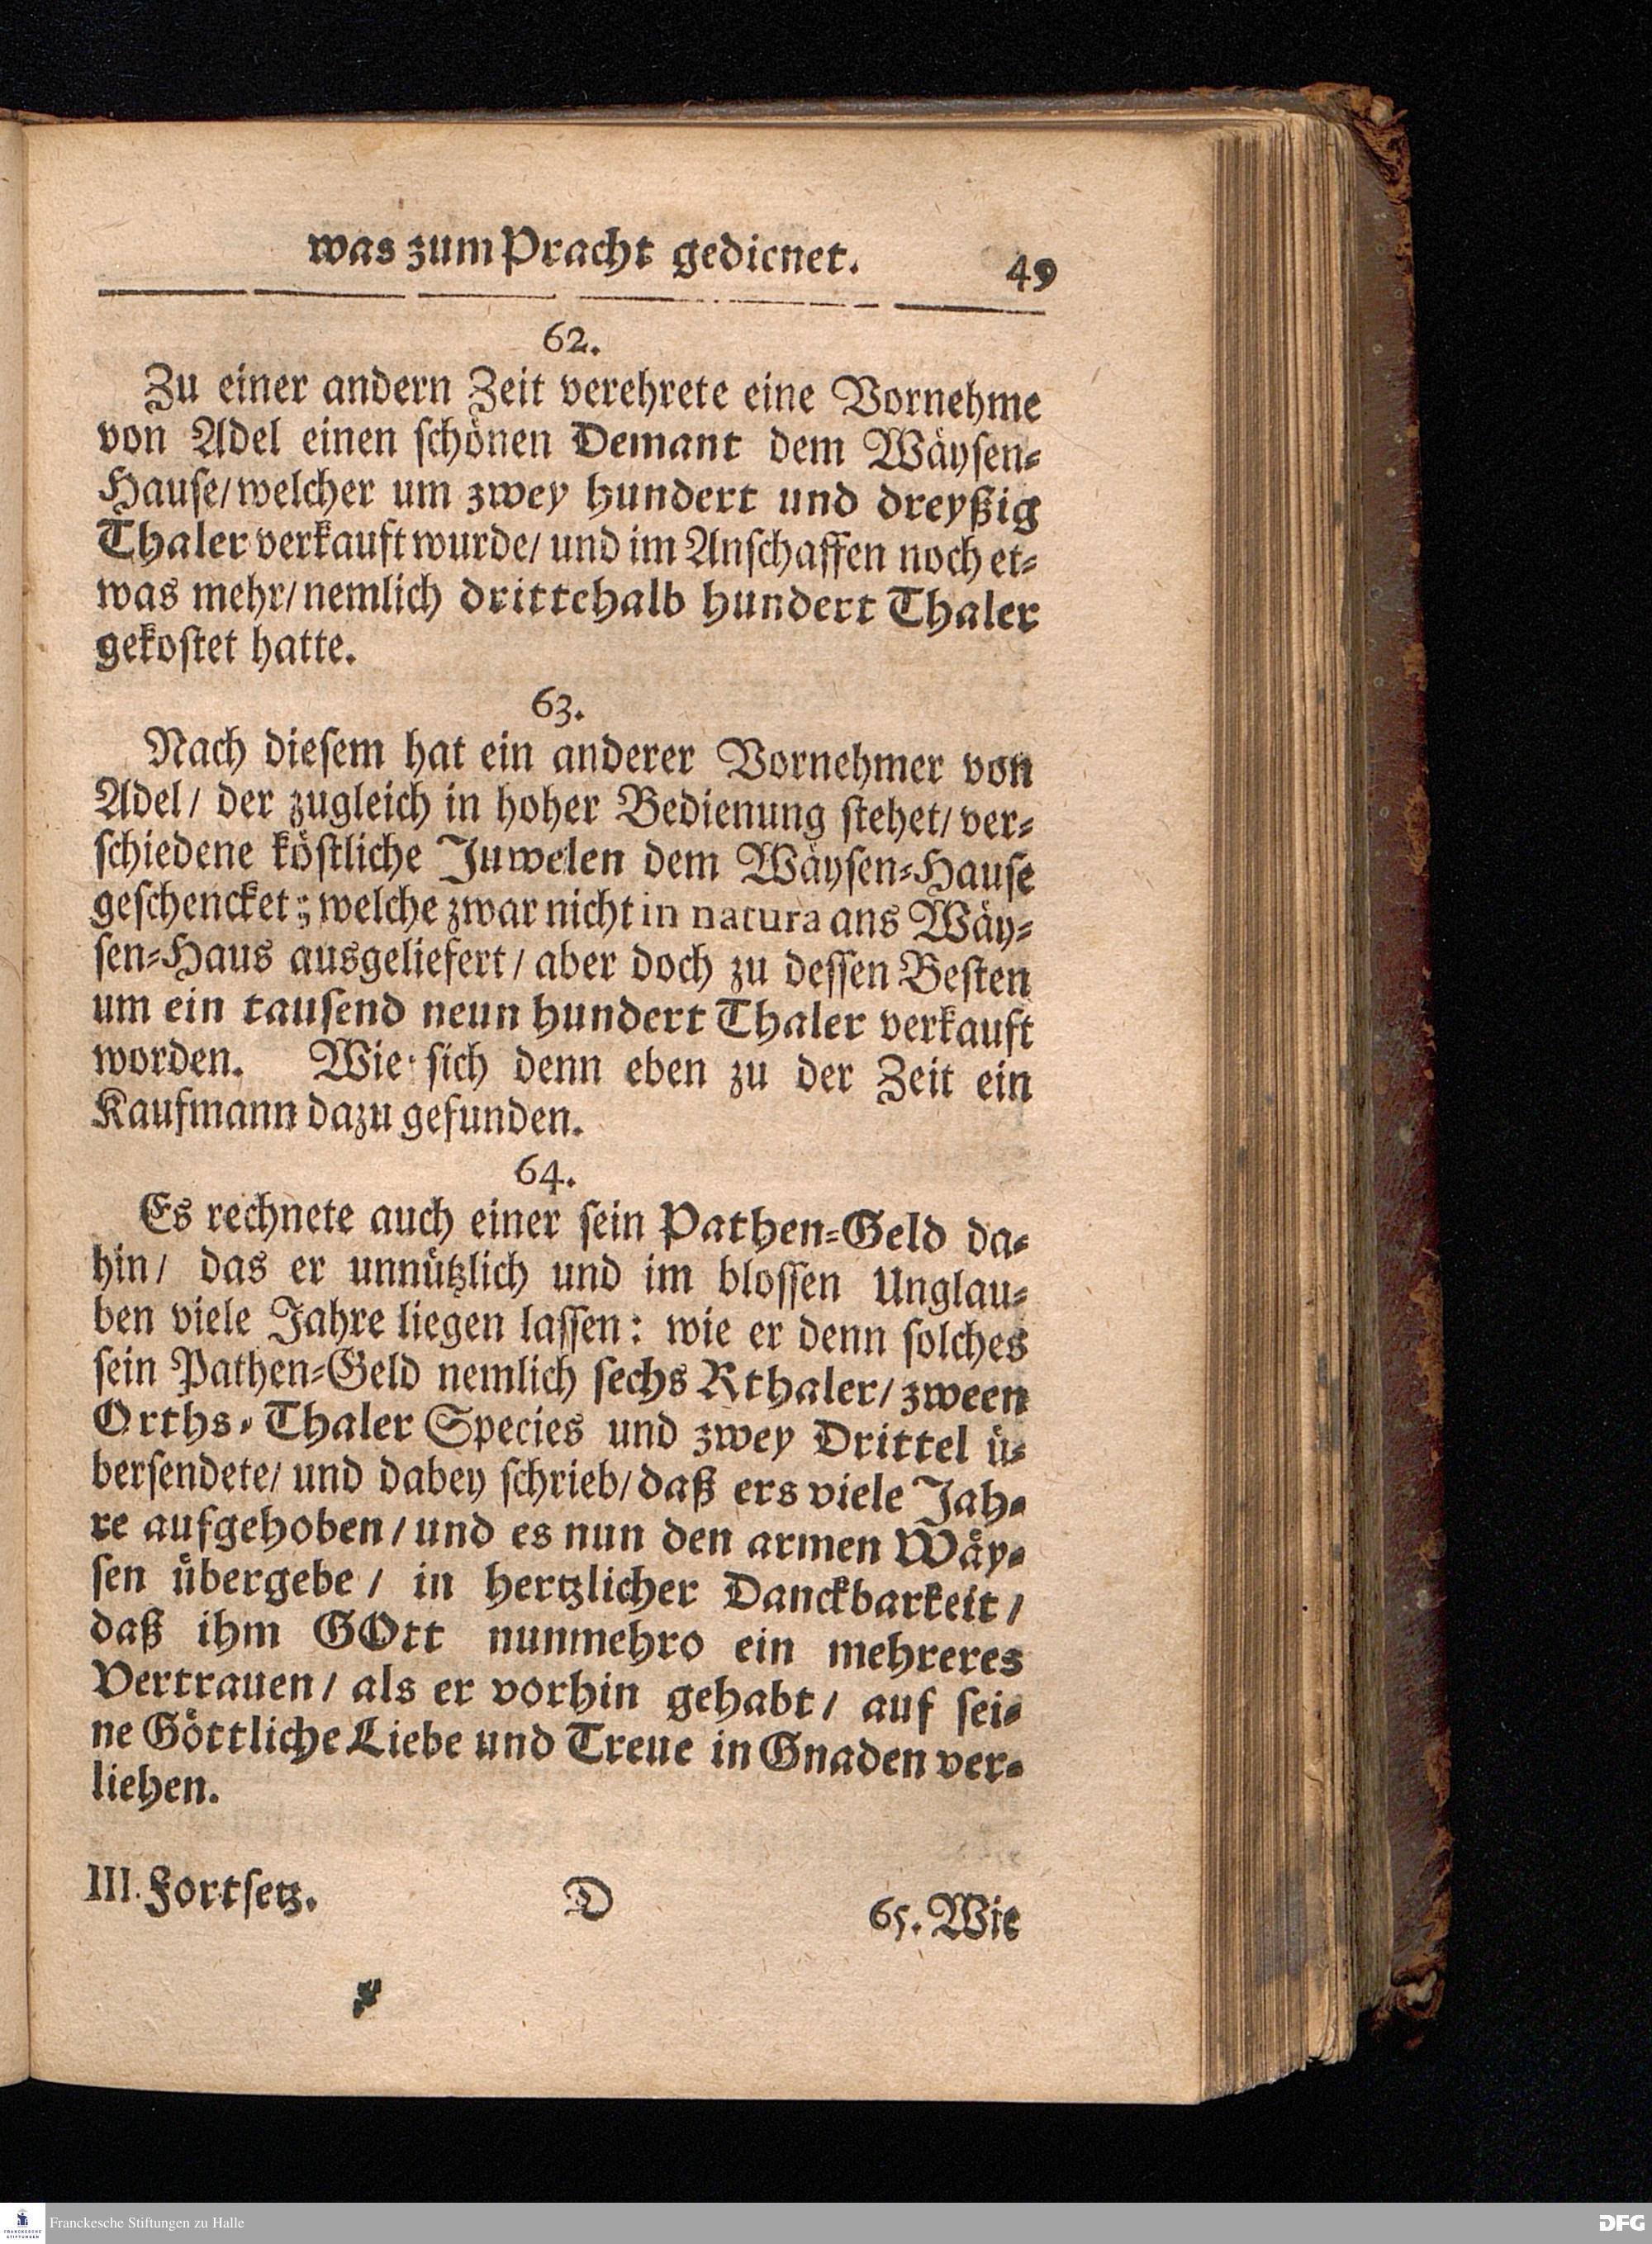 was zum Pracht gedienet. 49
62.
Zu einer andern Zeit verehrete eine Vornehme
von Adel einen schönen Demant dem Wäysen-
Hause/ welcher um zwey hundert und dreyßig
Thaler verkauft wurde/ und im Anschaffen noch et-
was mehr/ nemlich drittehalb hundert Thaler
gekostet hatte.
63.
Nach diesem hat ein anderer Vornehmer von
Adel/ der zugleich in hoher Bedienung stehet/ ver-
schiedene köstliche Juwelen dem Wäysen-Hause
geschencket; welche zwar nicht in natura ans Wäy-
sen-Haus ausgeliefert/ aber doch zu dessen Besten
um ein tausend neun hundert Thaler verkauft
worden. Wie sich denn eben zu der Zeit ein
Kaufmann dazu gefunden.
64.
Es rechnete auch einer sein Pathen-Geld da-
hin/ das er unnützlich und im blossen Unglau-
ben viele Jahre liegen lassen: wie er denn solches
sein Pathen-Geld nemlich sechs Rthaler/ zween
Orths-Thaler Species und zwey Drittel ü-
bersendete/ und dabey schrieb/ daß ers viele Jah-
re aufgehoben/ und es nun den armen Wäy-
sen übergebe/ in hertzlicher Danckbarkeit/
daß ihm GOtt nunmehro ein mehreres
Vertrauen/ als er vorhin gehabt/ auf sei-
ne Göttliche Liebe und Treue in Gnaden ver-
liehen.
III. Fortsetz. D 65. Wie
FRANCKESCHE STIFTUNGEN
Franckesche Stiftungen zu Halle
DFG